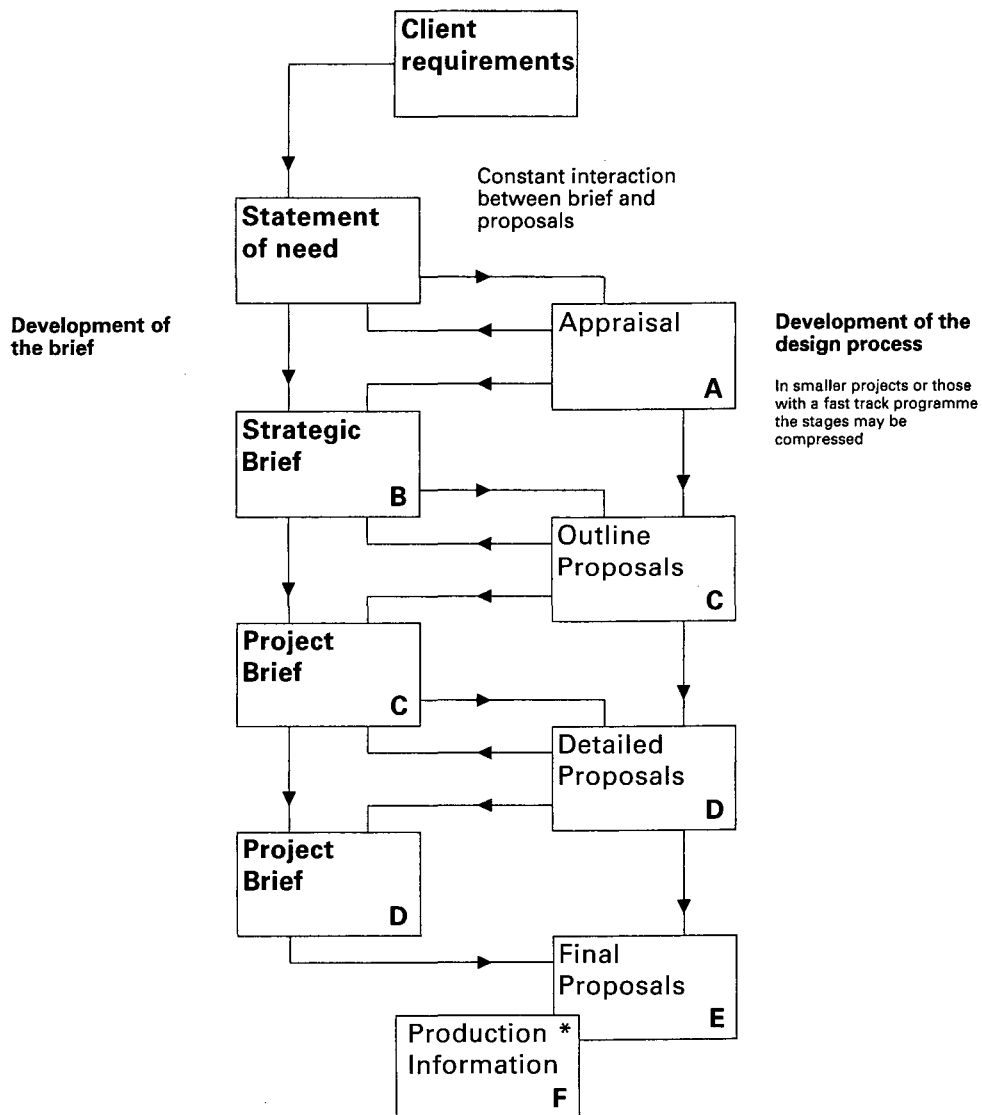 Client
requirements
Constant interaction
between brief and
proposals
Statement
of need
Development of
the brief
Appraisal
A
Development of the
design process
In smaller projects or those
with a fast track programme
the stages may be
compressed
Strategic
Brief
B
Outline
Proposals
C
Project
Brief
C
Detailed
Proposals
D
Project
Brief
D
Final
Proposals
E
Production *
Information
F